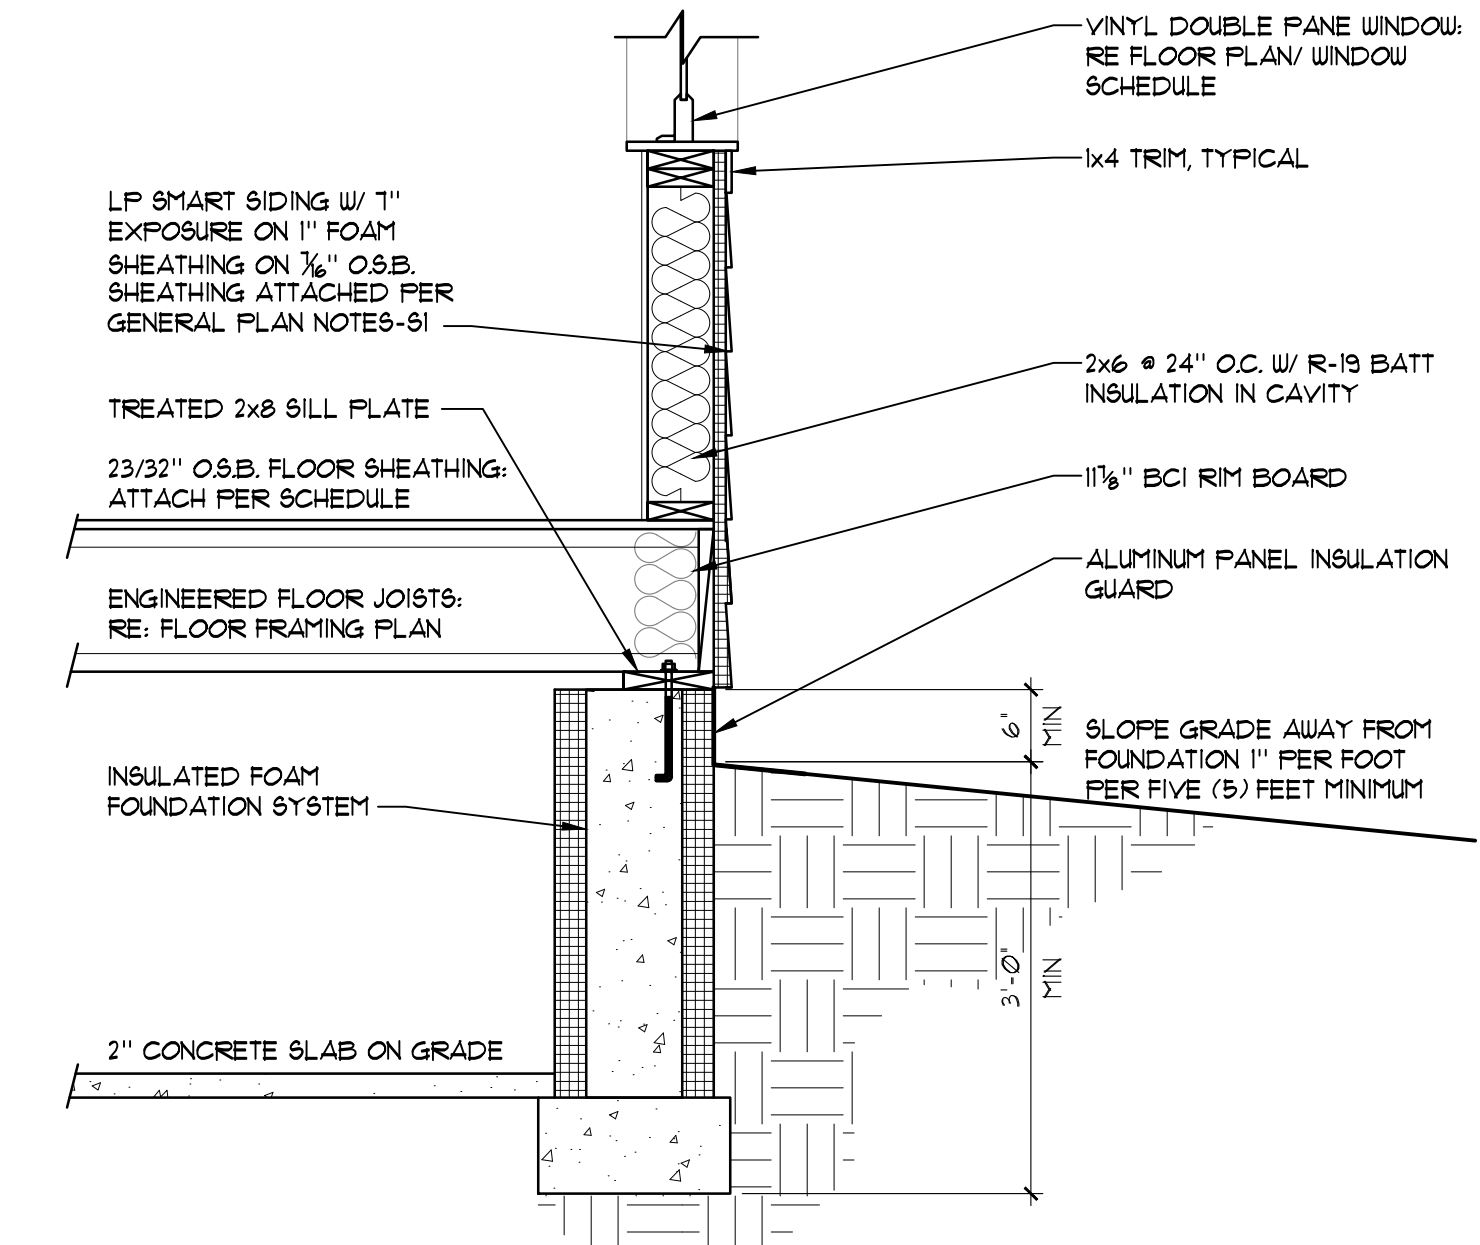 VINYL DOUBLE PANE WINDOW:
RE FLOOR PLAN/ WINDOW
SCHEDULE
1x4 TRIM, TYPICAL
LP SMART SIDING W/ 7"
EXPOSURE ON 1" FOAM
SHEATHING ON 7/16" O.S.B.
SHEATHING ATTACHED PER
GENERAL PLAN NOTES-S1
2x6 @ 24" O.C. W/ R-19 BATT
INSULATION IN CAVITY
TREATED 2x8 SILL PLATE
23/32" O.S.B. FLOOR SHEATHING:
ATTACH PER SCHEDULE
11⅞" BCI RIM BOARD
ALUMINUM PANEL INSULATION
GUARD
ENGINEERED FLOOR JOISTS:
RE: FLOOR FRAMING PLAN
6"
MIN
SLOPE GRADE AWAY FROM
FOUNDATION 1" PER FOOT
PER FIVE (5) FEET MINIMUM
INSULATED FOAM
FOUNDATION SYSTEM
3'-0"
MIN
2" CONCRETE SLAB ON GRADE